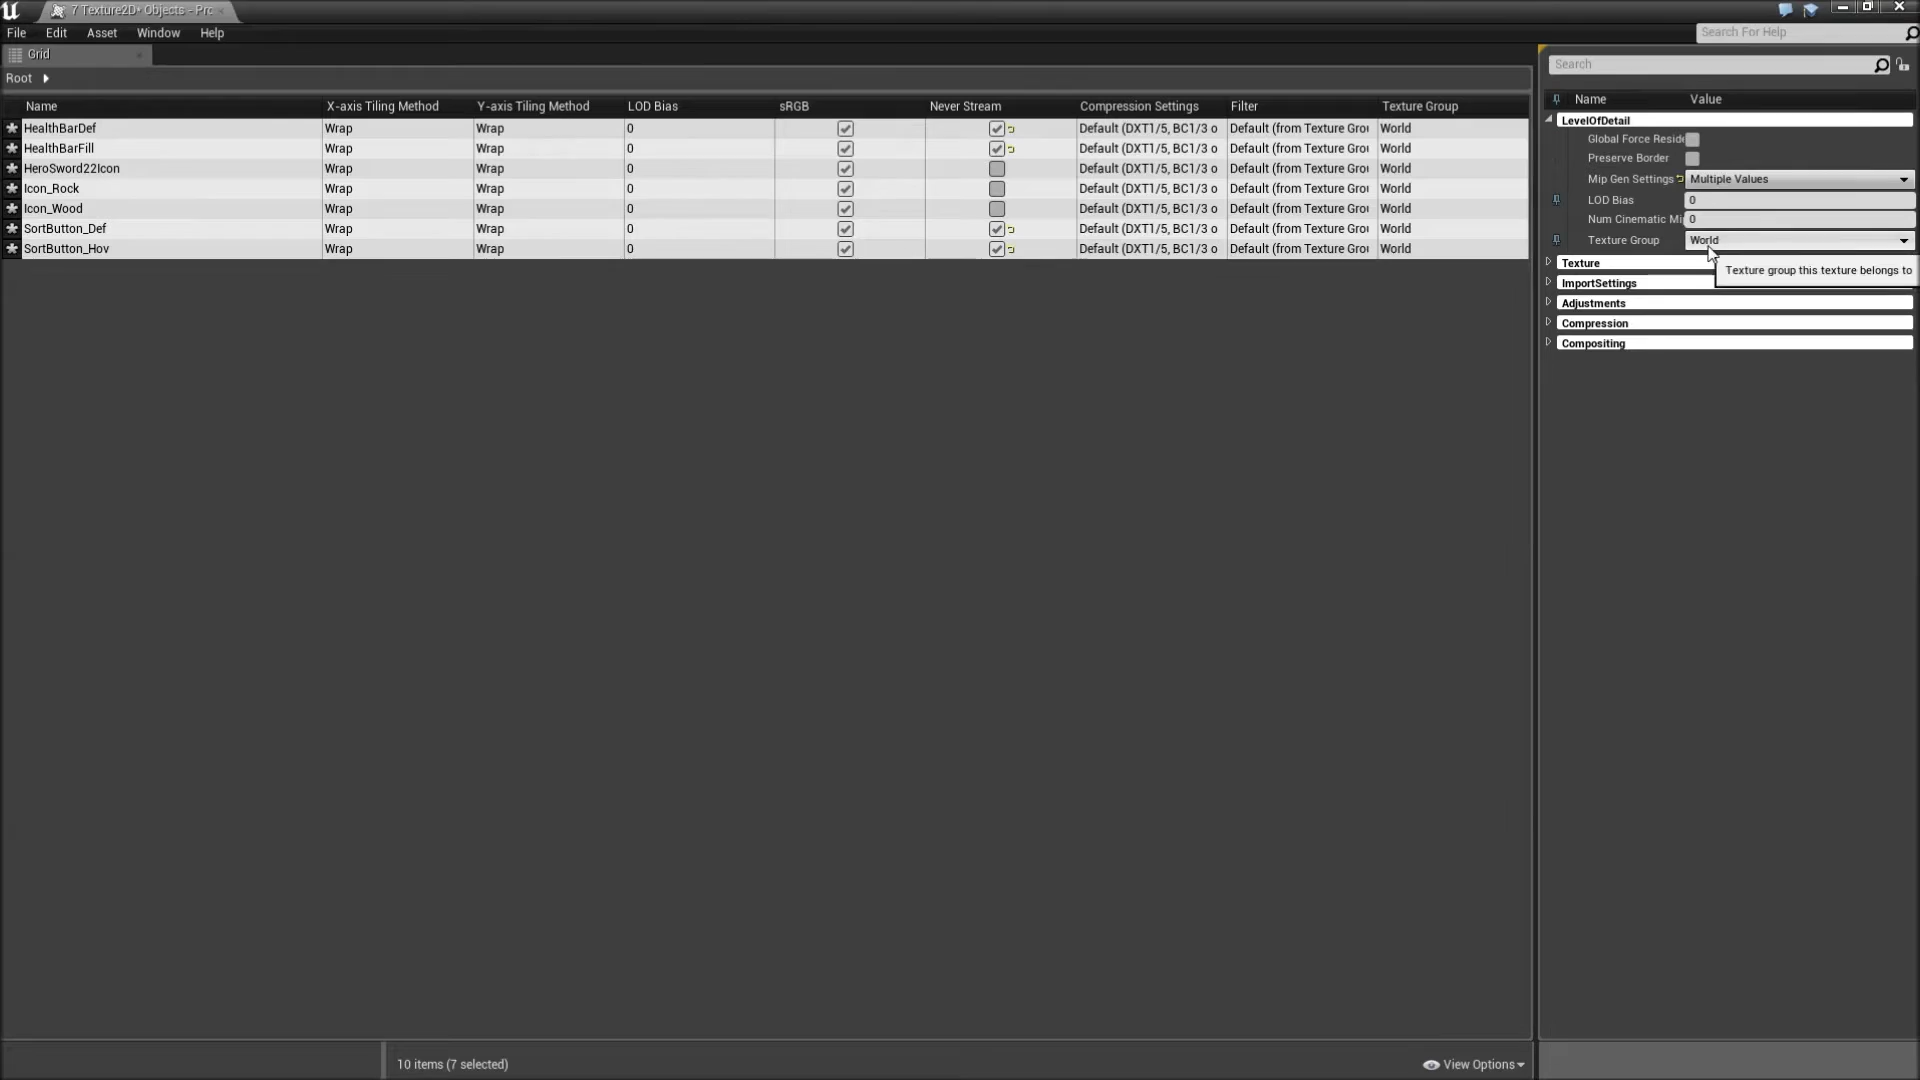 7 Texture2D• Objects - Prc
File Edit Asset Window Help
Search For Help
Grid
Root
Search
Name X-axis Tiling Method Y-axis Tiling Method LOD Bias sRGB Never Stream Compression Settings Filter Texture Group
HealthBarDef Wrap Wrap 0 Default (DXT1/5, BC1/3 o Default (from Texture Grou World
HealthBarFill Wrap Wrap 0 Default (DXT1/5, BC1/3 o Default (from Texture Grou World
HeroSword22Icon Wrap Wrap 0 Default (DXT1/5, BC1/3 o Default (from Texture Grou World
Icon_Rock Wrap Wrap 0 Default (DXT1/5, BC1/3 o Default (from Texture Grou World
Icon_Wood Wrap Wrap 0 Default (DXT1/5, BC1/3 o Default (from Texture Grou World
SortButton_Def Wrap Wrap 0 Default (DXT1/5, BC1/3 o Default (from Texture Grou World
SortButton_Hov Wrap Wrap 0 Default (DXT1/5, BC1/3 o Default (from Texture Grou World
Name Value
LevelOfDetail
Global Force Reside
Preserve Border
Mip Gen Settings Multiple Values
LOD Bias 0
Num Cinematic Mi 0
Texture Group World
Texture
Texture group this texture belongs to
ImportSettings
Adjustments
Compression
Compositing
10 items (7 selected)
View Options